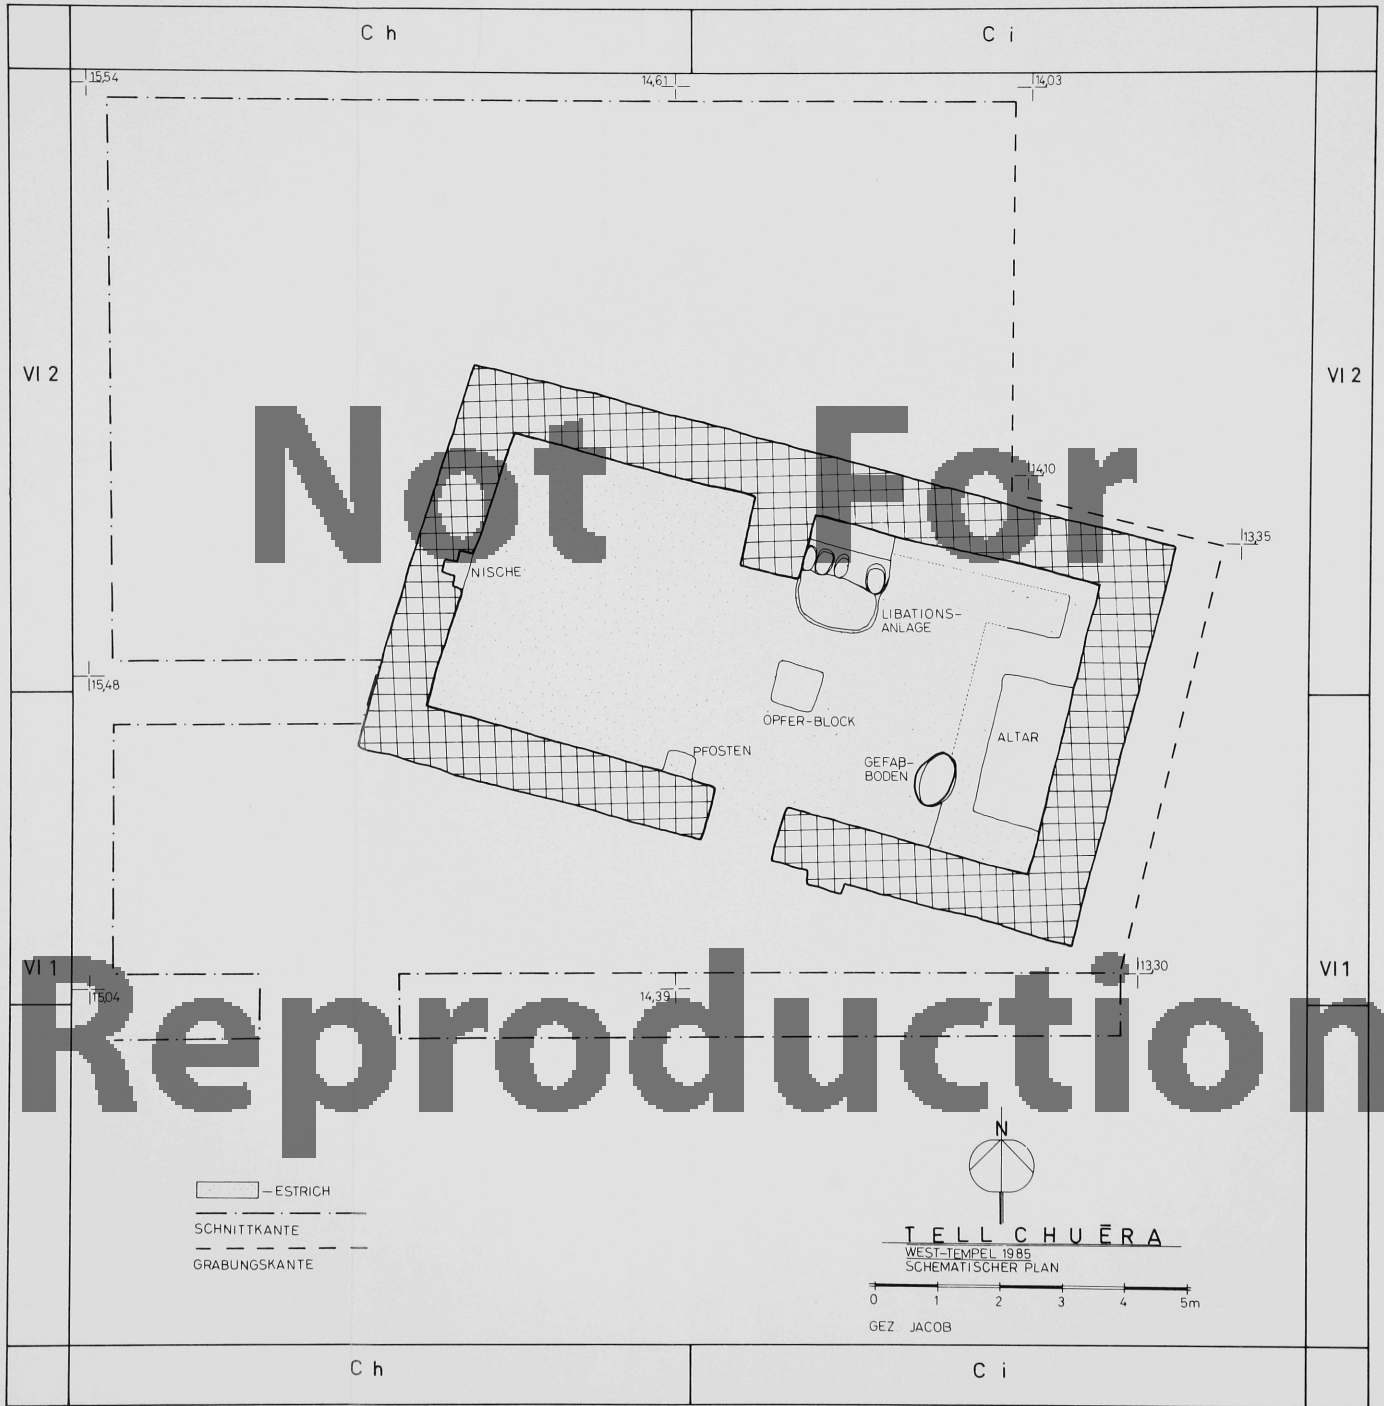 C h
C i
15,54
14,61
14,03
VI 2
VI 2
Not For
14,10
13,35
NISCHE
LIBATIONS-
ANLAGE
15,48
OPFER-BLOCK
ALTAR
PFOSTEN
GEFAß-
BODEN
VI 1
VI 1
13,30
15,04
14,39
Reproduction
N
–ESTRICH
SCHNITTKANTE
GRABUNGSKANTE
TELL CHUĒRA
WEST-TEMPEL 1985
SCHEMATISCHER PLAN
0 1 2 3 4 5m
GEZ JACOB
C h
C i